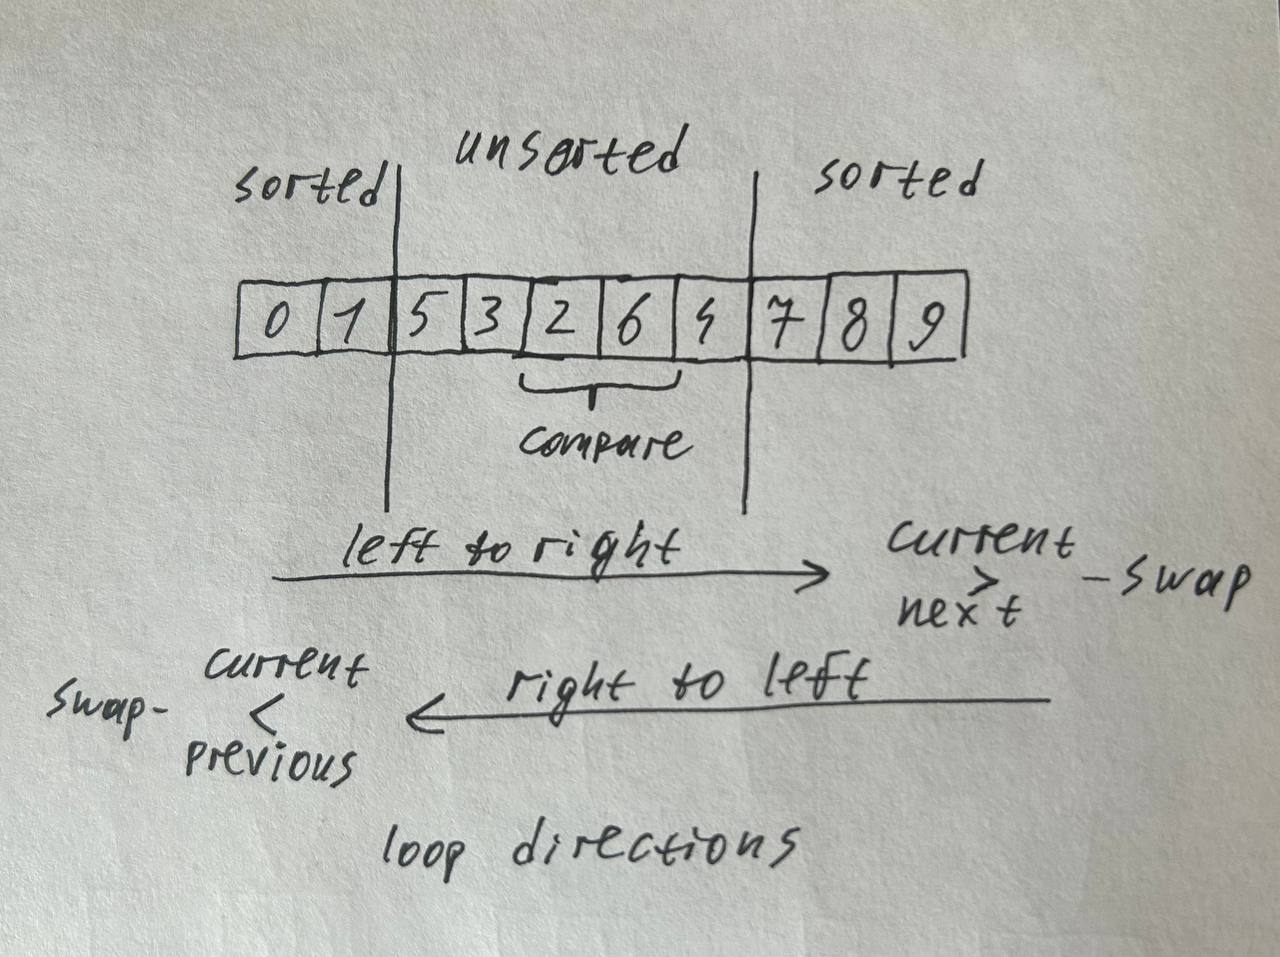 unsorted
sorted sorted
0 1 5 3 2 6 4 7 8 9
compare
left to right
current
>
next
- swap
right to left
swap-
current
<
previous
loop directions